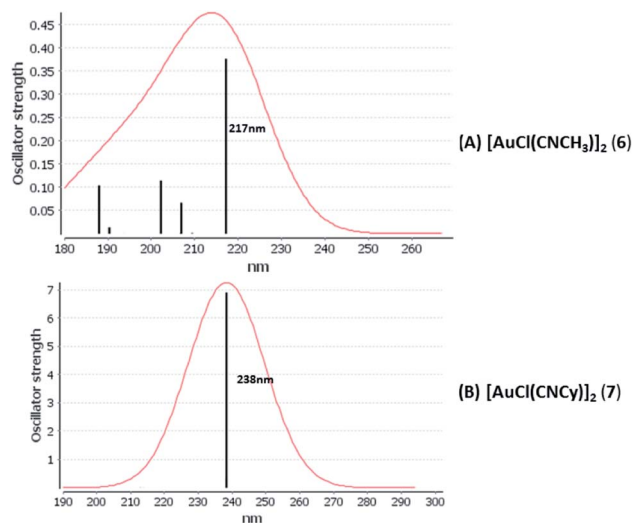 0.45
0.40
0.35
0.30
0.25
0.20
0.15
0.10
0.05
Oscillator strength
217nm
180 190 200 210 220 230 240 250 260
nm
(A) [AuCl(CNCH₃)]₂ (6)
7
6
5
4
3
2
1
Oscillator strength
238nm
190 200 210 220 230 240 250 260 270 280 290 300
nm
(B) [AuCl(CNCy)]₂ (7)